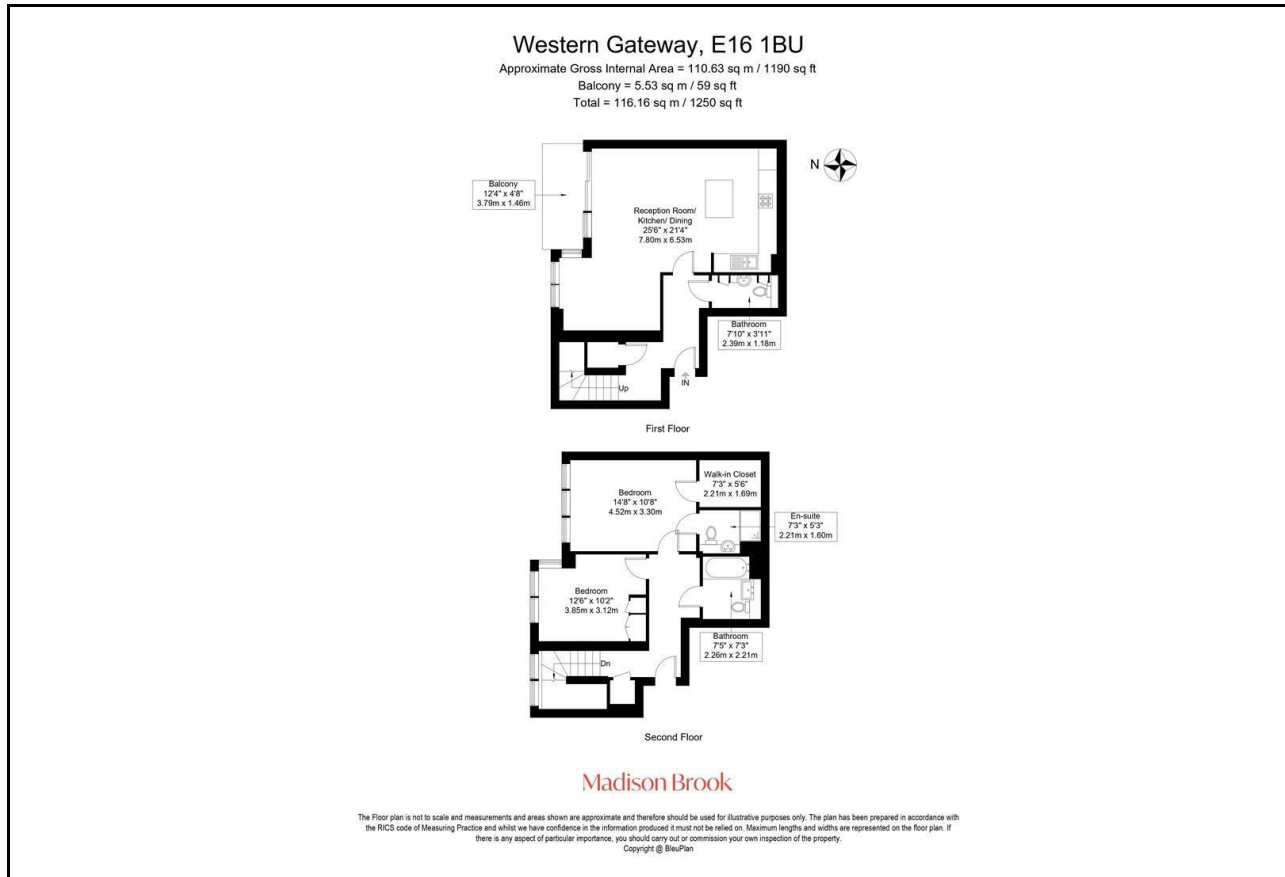 Western Gateway, E16 1BU
Approximate Gross Internal Area = 110.63 sq m / 1190 sq ft
Balcony = 5.53 sq m / 59 sq ft
Total = 116.16 sq m / 1250 sq ft
N
Balcony
12'4" x 4'8"
3.79m x 1.46m
Reception Room/
Kitchen/ Dining
25'6" x 21'4"
7.80m x 6.53m
Bathroom
7'10" x 3'11"
2.39m x 1.18m
Up
IN
First Floor
Walk-in Closet
7'3" x 5'6"
2.21m x 1.69m
Bedroom
14'8" x 10'8"
4.52m x 3.30m
En-suite
7'3" x 5'3"
2.21m x 1.60m
Bedroom
12'6" x 10'2"
3.85m x 3.12m
Bathroom
7'5" x 7'3"
2.26m x 2.21m
Dn
Second Floor
Madison Brook
The Floor plan is not to scale and measurements and areas shown are approximate and therefore should be used for illustrative purposes only. The plan has been prepared in accordance with
the RICS code of Measuring Practice and whilst we have confidence in the information produced it must not be relied on. Maximum lengths and widths are represented on the floor plan. If
there is any aspect of particular importance, you should carry out or commission your own inspection of the property.
Copyright @ BleuPlan